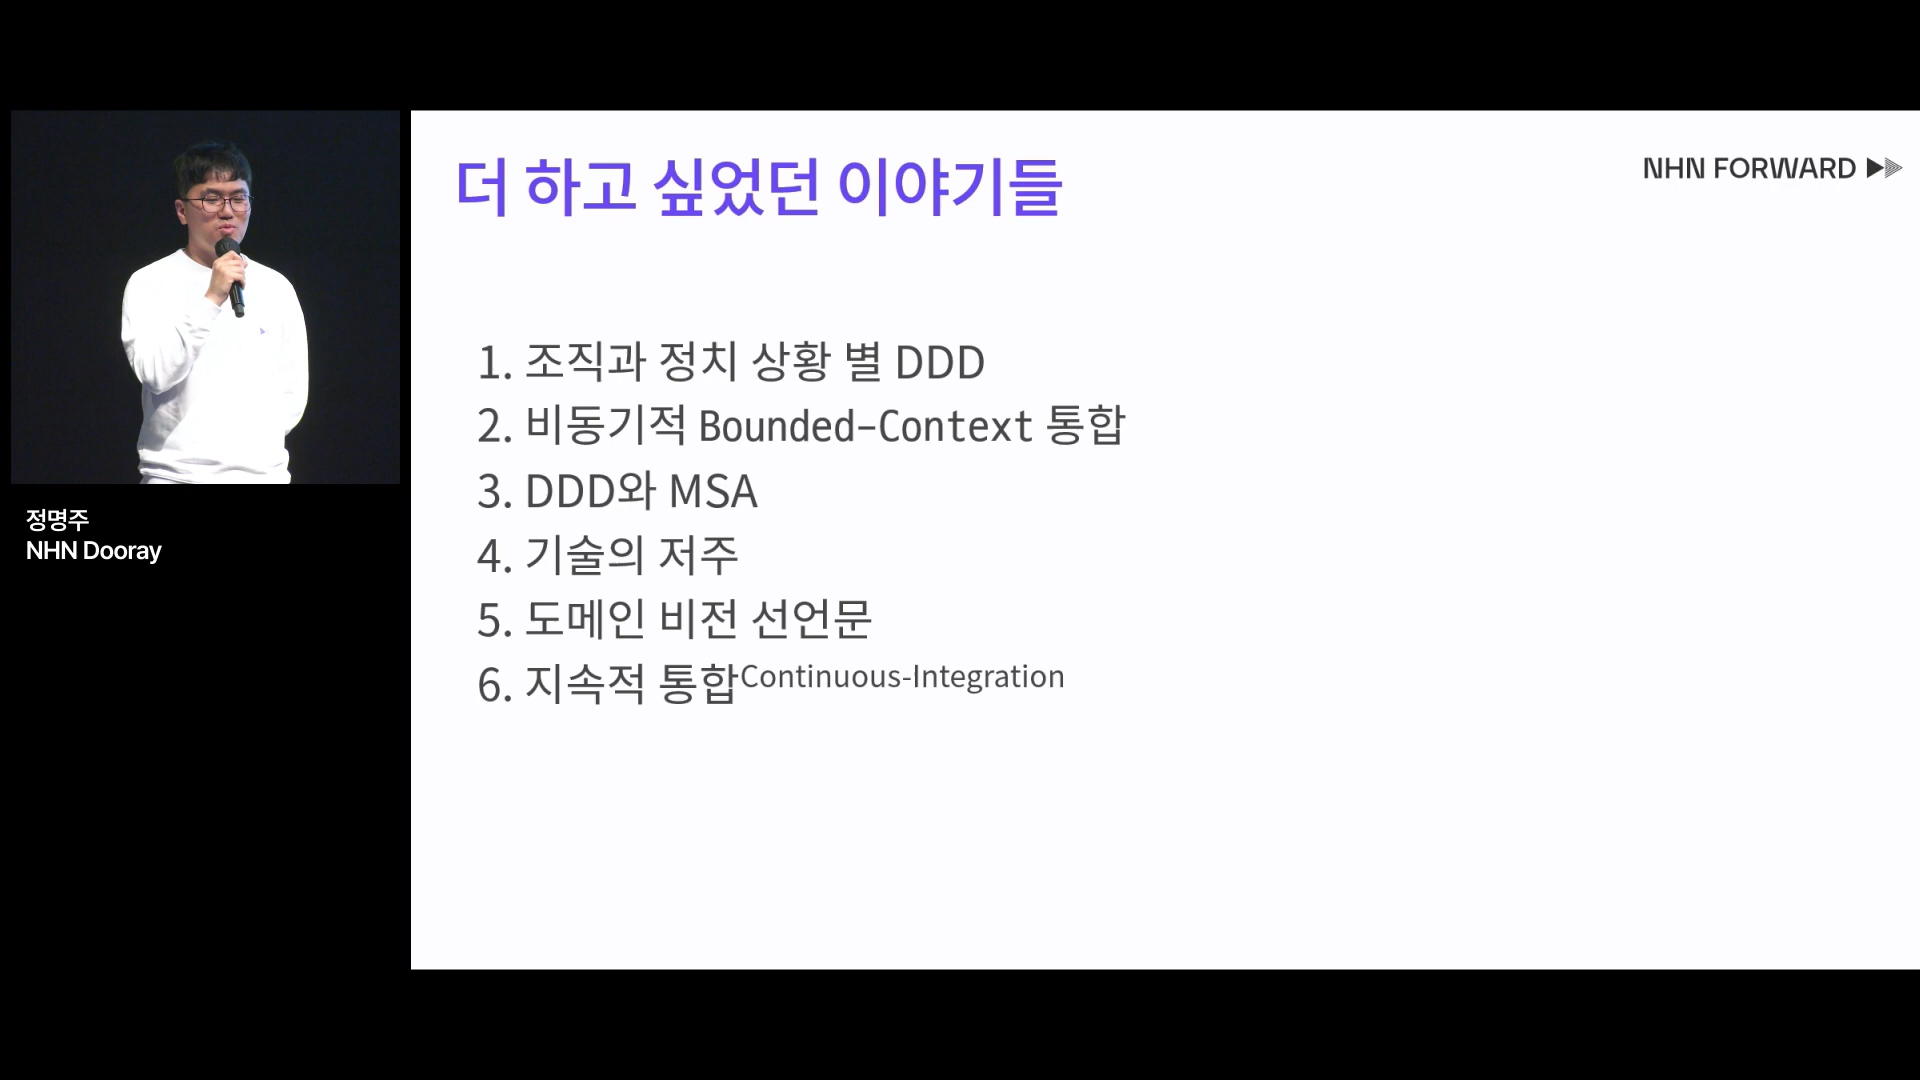 더 하고 싶었던 이야기들
NHN FORWARD
1. 조직과 정치 상황 별 DDD
2. 비동기적 Bounded-Context 통합
3. DDD와 MSA
4. 기술의 저주
5. 도메인 비전 선언문
6. 지속적 통합Continuous-Integration
정명주
NHN Dooray